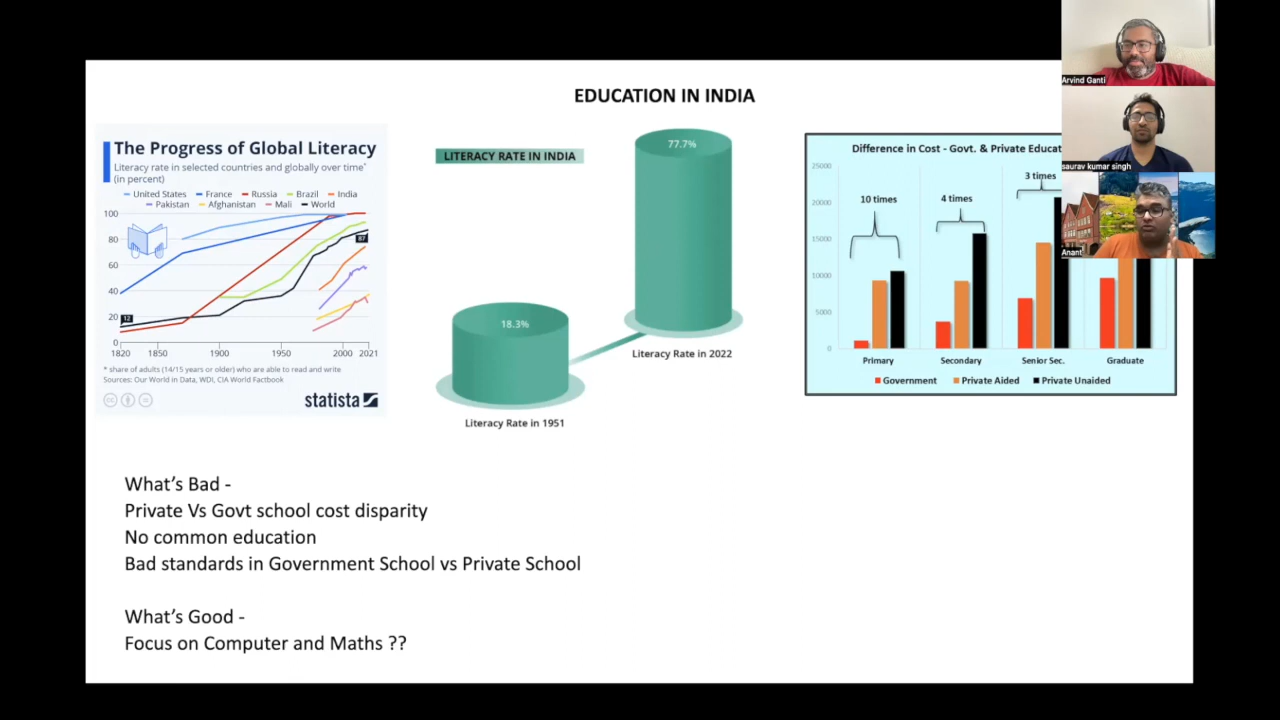 EDUCATION IN INDIA
The Progress of Global Literacy
Literacy rate in selected countries and globally over time*
(in percent)
United States France Russia Brazil India
Pakistan Afghanistan Mali World
100
80
60
40
20
0
12
87
1820 1850 1900 1950 2000 2021
* share of adults (14/15 years or older) who are able to read and write
Sources: Our World in Data, WDI, CIA World Factbook
statista
LITERACY RATE IN INDIA
77.7%
18.3%
Literacy Rate in 2022
Literacy Rate in 1951
Difference in Cost - Govt. & Private
25000
20000
15000
10000
5000
0
10 times
4 times
3 times
Primary Secondary Senior Sec. Graduate
Government Private Aided Private Unaided
Arvind Ganti
saurav kumar singh
Anant
What's Bad -
Private Vs Govt school cost disparity
No common education
Bad standards in Government School vs Private School
What's Good -
Focus on Computer and Maths ??